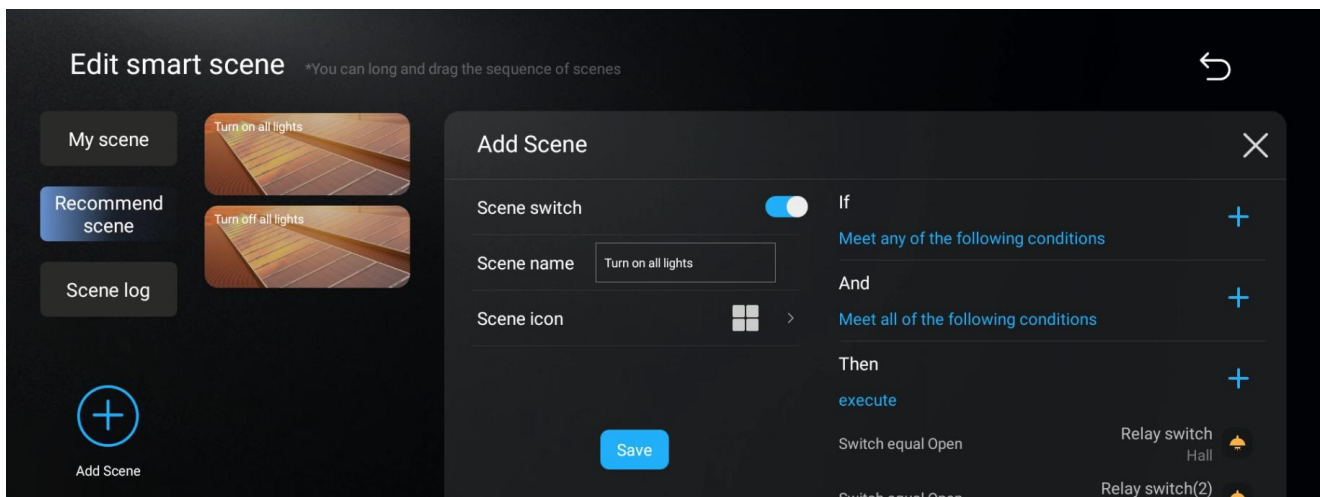 Edit smart scene *You can long and drag the sequence of scenes
My scene
Recommend
scene
Scene log
Add Scene
Turn on all lights
Turn off all lights
Add Scene
Scene switch
Scene name Turn on all lights
Scene icon
Save
If
Meet any of the following conditions
And
Meet all of the following conditions
Then
execute
Switch equal Open Relay switch
Hall
Switch equal Open Relay switch(2)